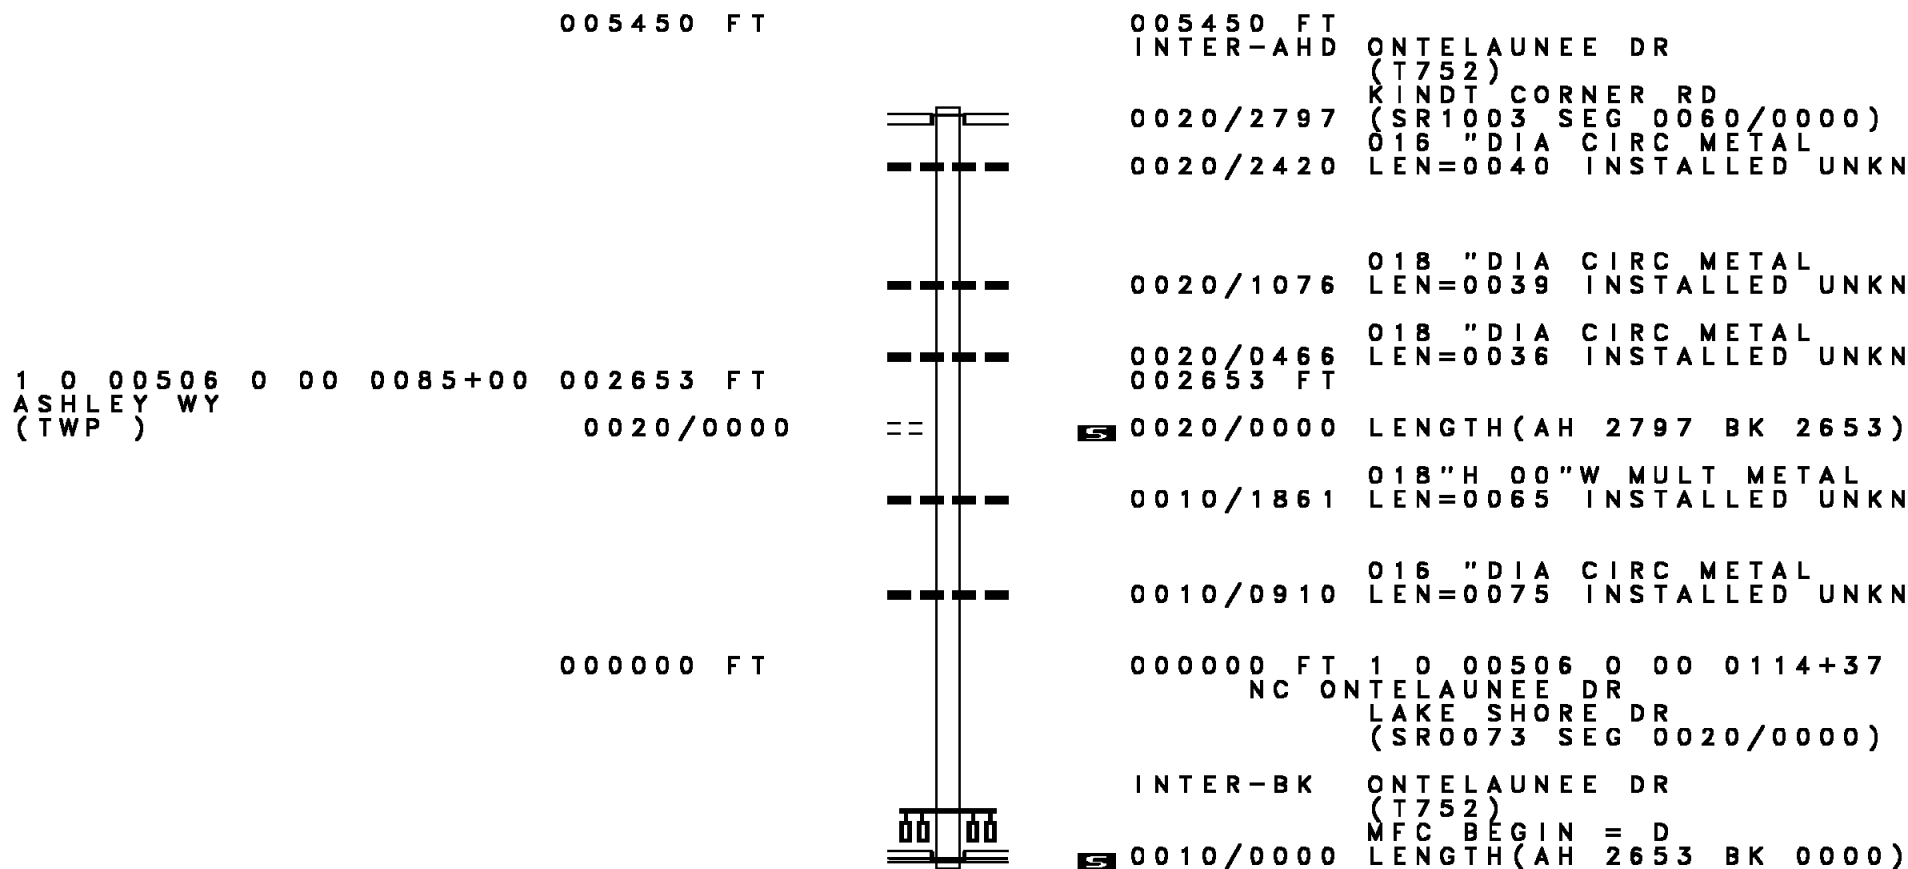 005450 FT 005450 FT
INTER-AHD ONTELAUNEE DR
(T752)
KINDT CORNER RD
0020/2797 (SR1003 SEG 0060/0000)
016 "DIA CIRC METAL
0020/2420 LEN=0040 INSTALLED UNKN
018 "DIA CIRC METAL
0020/1076 LEN=0039 INSTALLED UNKN
018 "DIA CIRC METAL
0020/0466 LEN=0036 INSTALLED UNKN
1 0 00506 0 00 0085+00 002653 FT 002653 FT
ASHLEY WY
(TWP ) 0020/0000 S 0020/0000 LENGTH(AH 2797 BK 2653)
018"H 00"W MULT METAL
0010/1861 LEN=0065 INSTALLED UNKN
016 "DIA CIRC METAL
0010/0910 LEN=0075 INSTALLED UNKN
000000 FT 000000 FT 1 0 00506 0 00 0114+37
NC ONTELAUNEE DR
LAKE SHORE DR
(SR0073 SEG 0020/0000)
INTER-BK ONTELAUNEE DR
(T752)
MFC BEGIN = D
S 0010/0000 LENGTH(AH 2653 BK 0000)